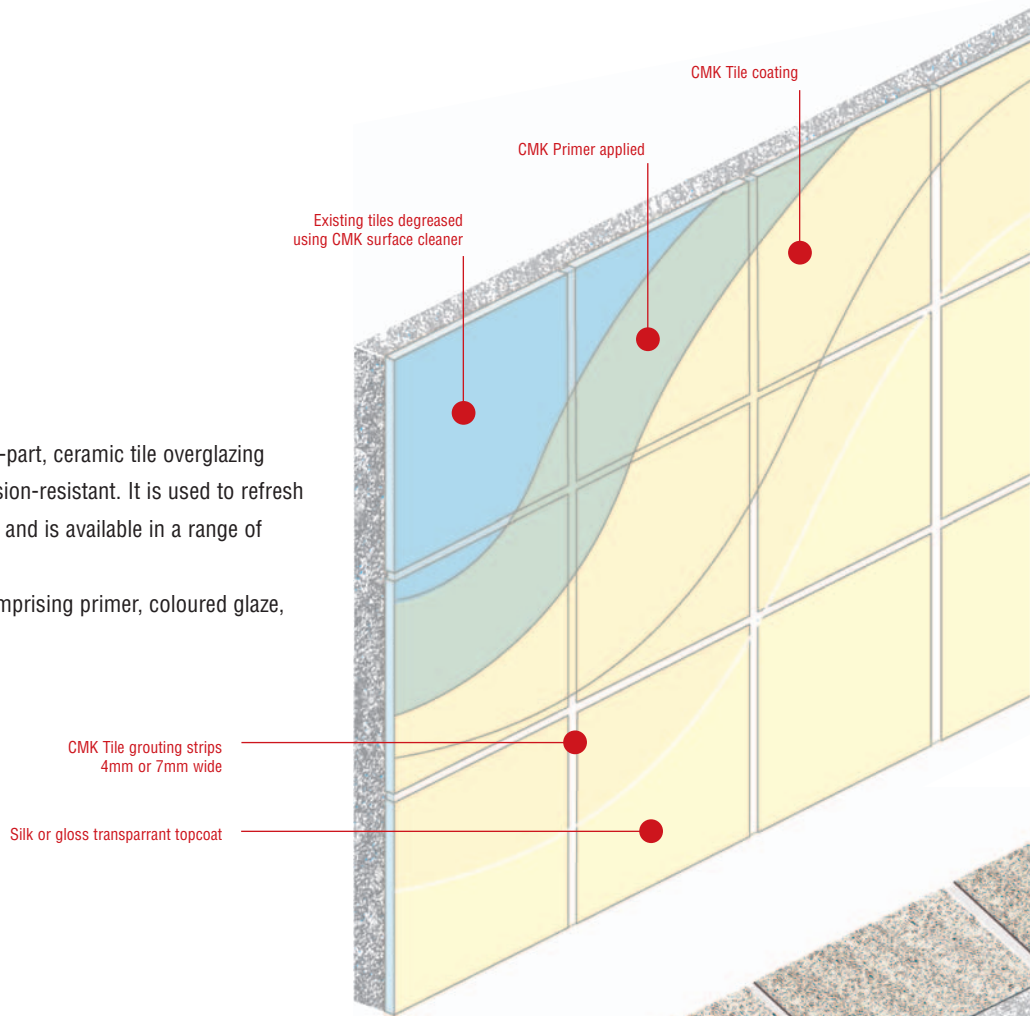 CMK Tile coating
CMK Primer applied
Existing tiles degreased
using CMK surface cleaner
-part, ceramic tile overglazing
sion-resistant. It is used to refresh
and is available in a range of
mprising primer, coloured glaze,
CMK Tile grouting strips
4mm or 7mm wide
Silk or gloss transparrant topcoat